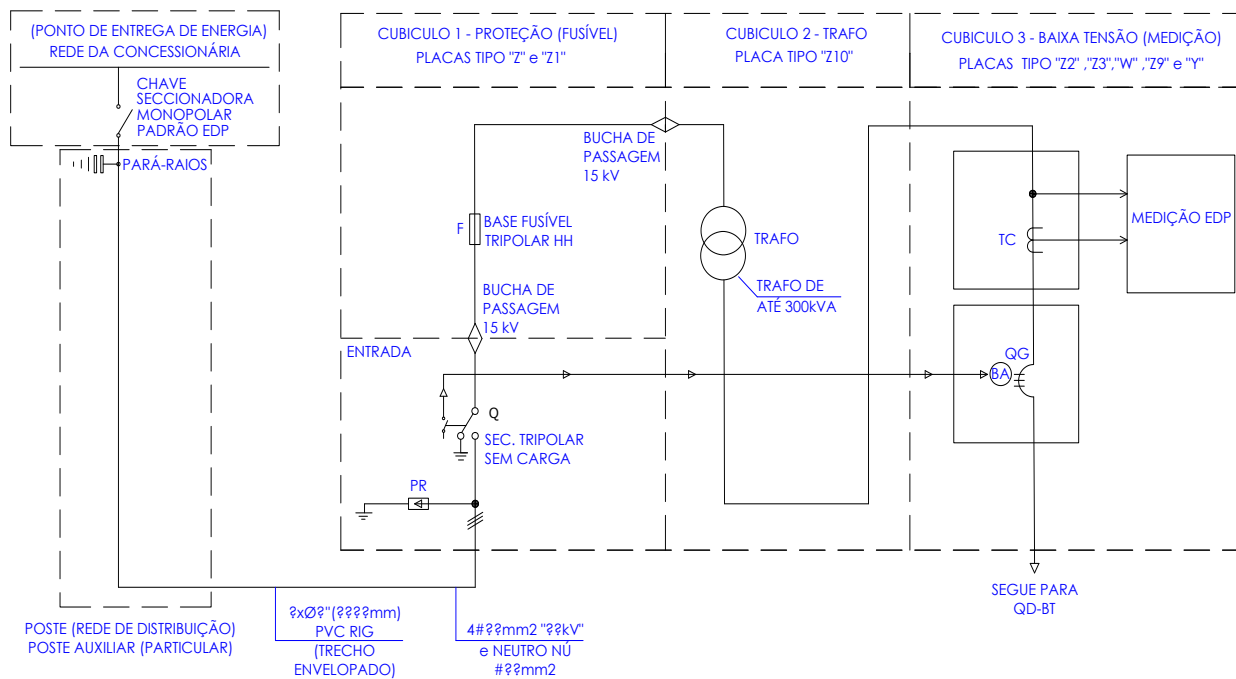 (PONTO DE ENTREGA DE ENERGIA)
REDE DA CONCESSIONÁRIA
CHAVE
SECCIONADORA
MONOPOLAR
PADRÃO EDP
PARÁ-RAIOS
POSTE (REDE DE DISTRIBUIÇÃO)
POSTE AUXILIAR (PARTICULAR)
?xØ?"(????mm)
PVC RIG
(TRECHO
ENVELOPADO)
4#??mm2 "??kV"
e NEUTRO NÚ
#??mm2
CUBICULO 1 - PROTEÇÃO (FUSÍVEL)
PLACAS TIPO "Z" e "Z1"
BUCHA DE
PASSAGEM
15 kV
F
BASE FUSÍVEL
TRIPOLAR HH
BUCHA DE
PASSAGEM
15 kV
ENTRADA
Q
SEC. TRIPOLAR
SEM CARGA
PR
CUBICULO 2 - TRAFO
PLACA TIPO "Z10"
TRAFO
TRAFO DE
ATÉ 300kVA
CUBICULO 3 - BAIXA TENSÃO (MEDIÇÃO)
PLACAS TIPO "Z2" ,"Z3","W" ,"Z9" e "Y"
TC
MEDIÇÃO EDP
QG
BA
SEGUE PARA
QD-BT